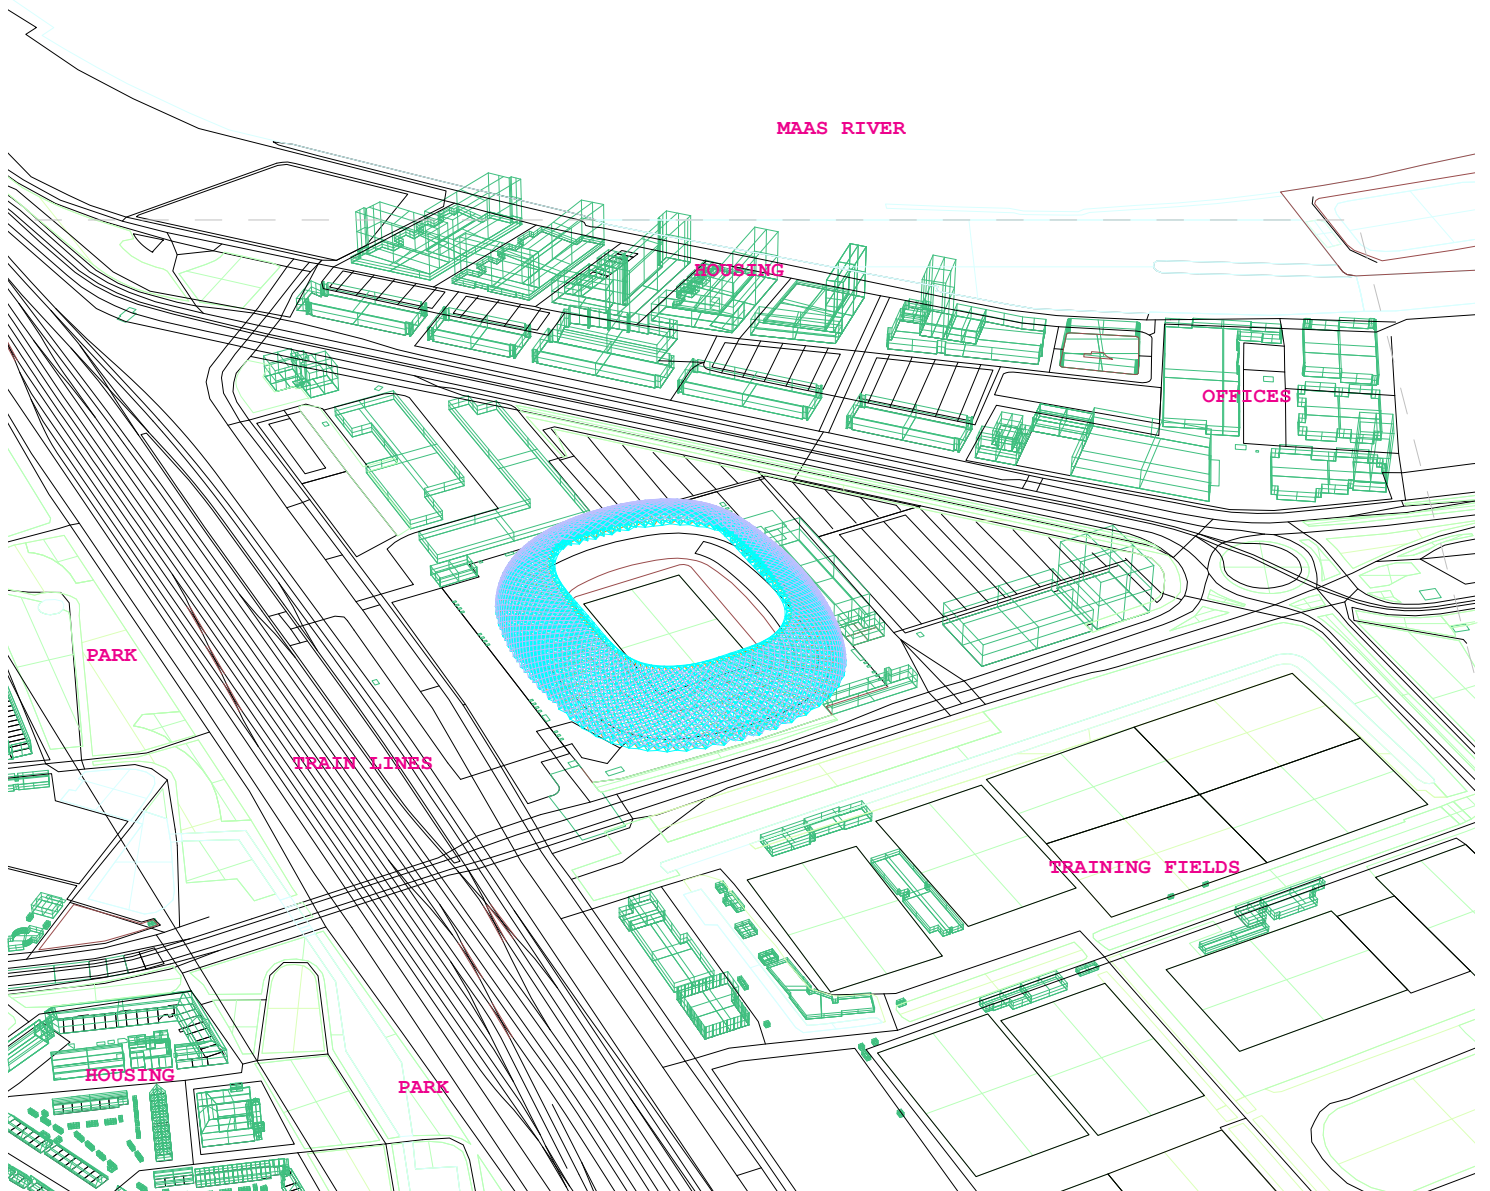 MAAS RIVER
HOUSING
OFFICES
PARK
TRAIN LINES
TRAINING FIELDS
HOUSING
PARK